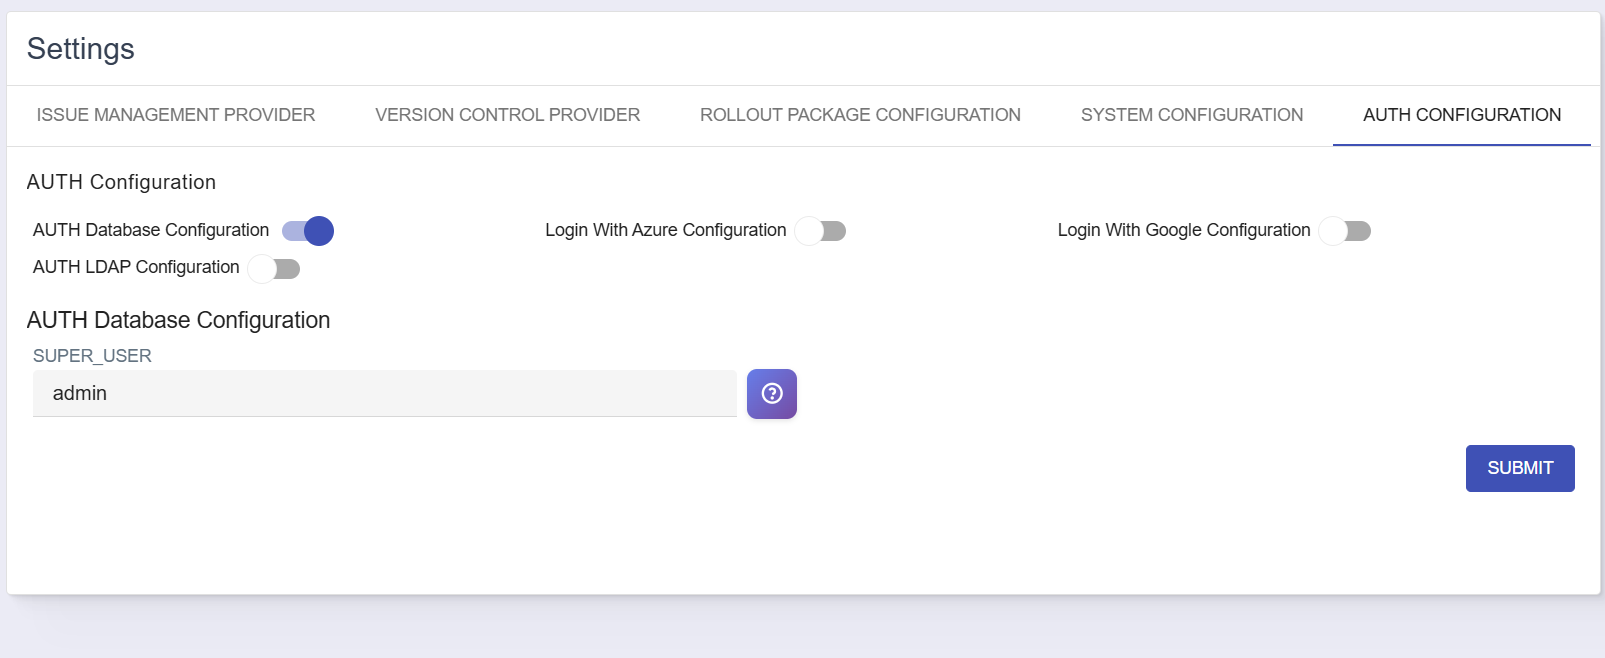 Settings
ISSUE MANAGEMENT PROVIDER
VERSION CONTROL PROVIDER
ROLLOUT PACKAGE CONFIGURATION
SYSTEM CONFIGURATION
AUTH CONFIGURATION
AUTH Configuration
AUTH Database Configuration
Login With Azure Configuration
Login With Google Configuration
AUTH LDAP Configuration
AUTH Database Configuration
SUPER_USER
admin
?
SUBMIT